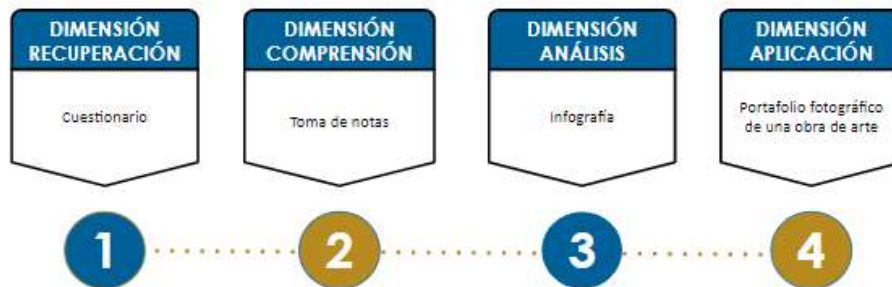 DIMENSIÓN
RECUPERACIÓN
Cuestionario
DIMENSIÓN
COMPRENSIÓN
Toma de notas
DIMENSIÓN
ANÁLISIS
Infografía
DIMENSIÓN
APLICACIÓN
Portafolio fotográfico
de una obra de arte
1
2
3
4